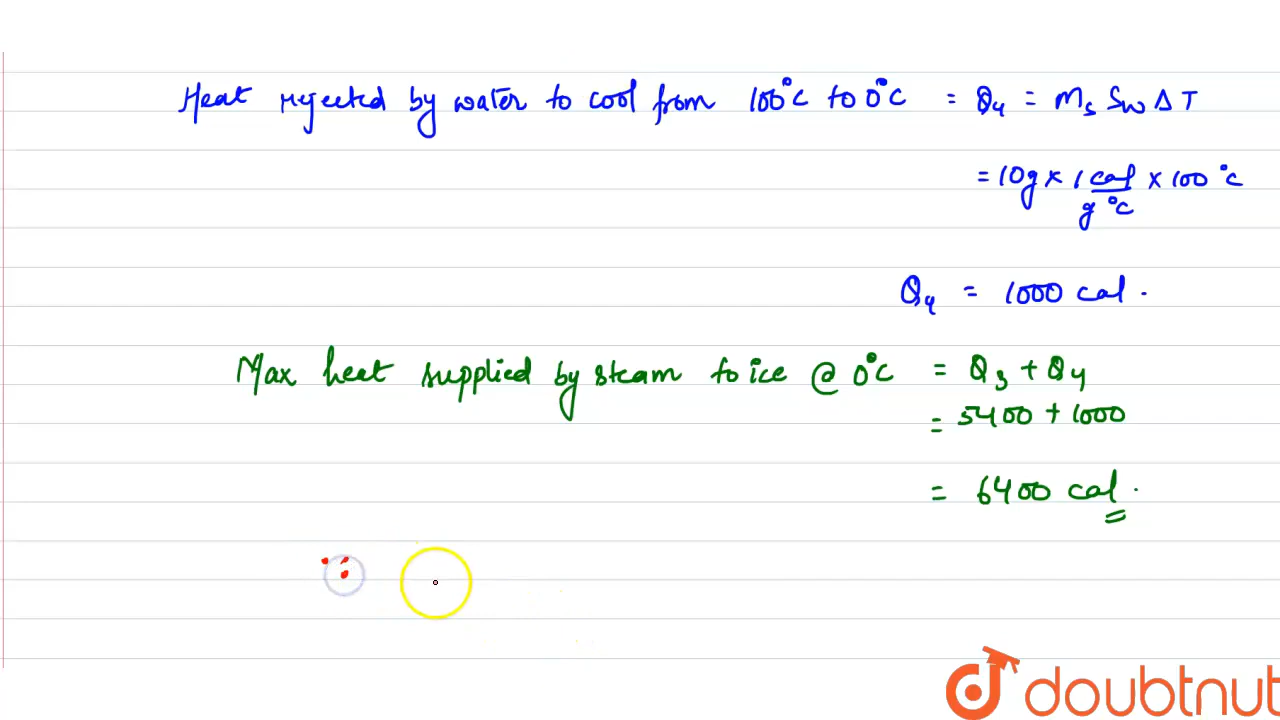 Heat rejected by water to cool from 100°C to 0°C = Q4 = Ms Sw Δ T
= 10g × 1 cal/g °C × 100 °C
Q4 = 1000 cal.
Max heat supplied by steam to ice @ 0°C = Q3 + Q4
= 5400 + 1000
= 6400 cal.
∵
doubtnut